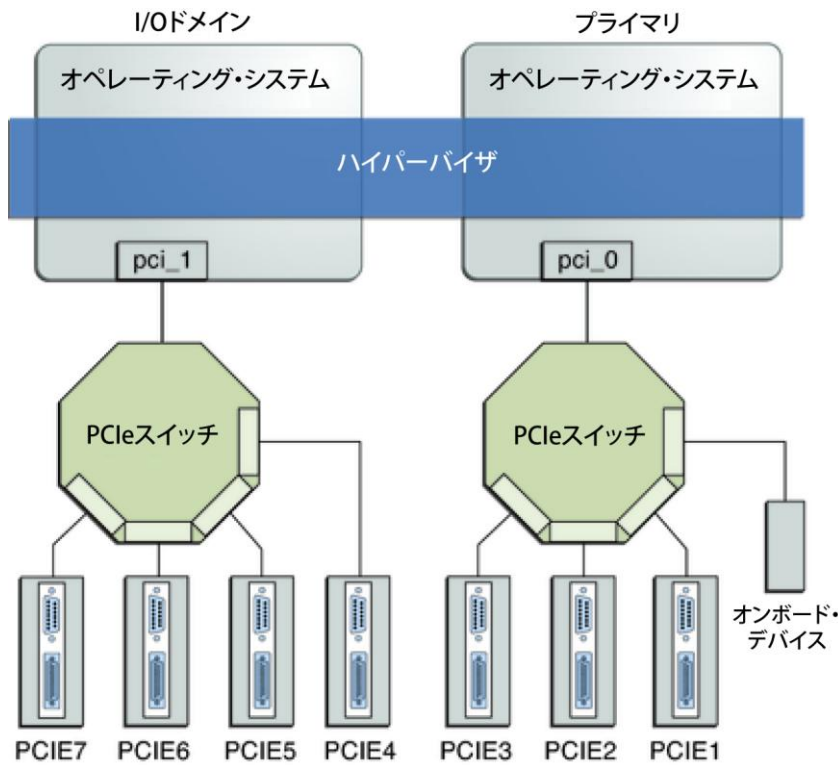 I/Oドメイン
プライマリ
オペレーティング・システム
オペレーティング・システム
ハイパーバイザ
pci_1
pci_0
PCIeスイッチ
PCIeスイッチ
オンボード・
デバイス
PCIE7
PCIE6
PCIE5
PCIE4
PCIE3
PCIE2
PCIE1